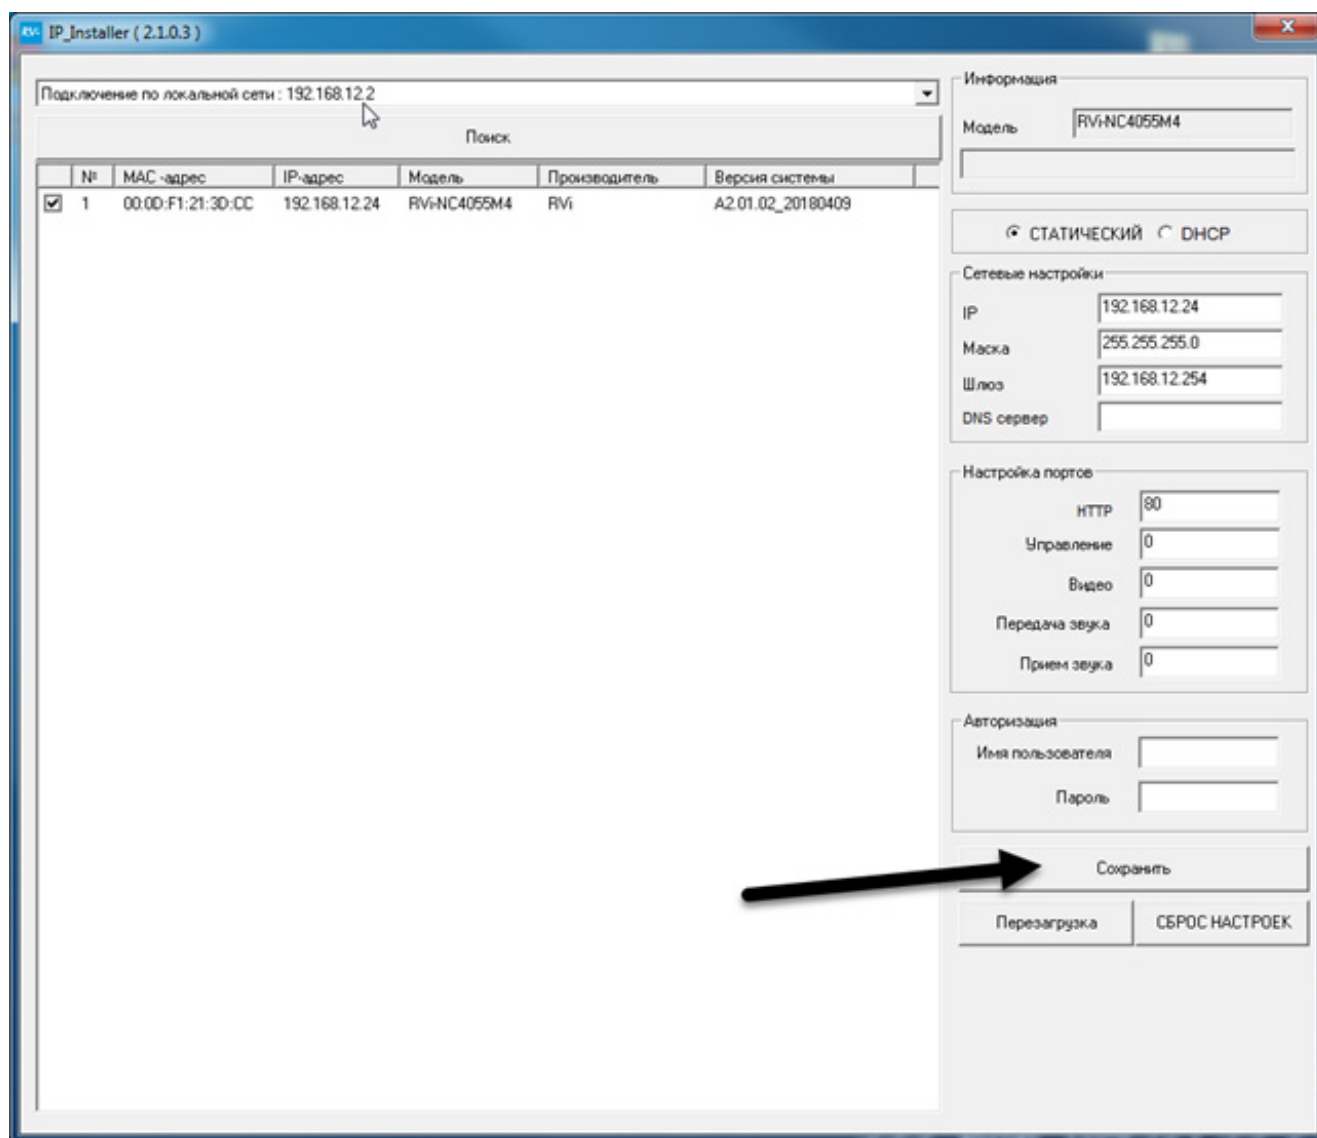 RVi IP_Installer ( 2.1.0.3 )
Подключение по локальной сети : 192.168.12.2
Поиск
№ MAC -адрес IP-адрес Модель Производитель Версия системы
1 00:0D:F1:21:3D:CC 192.168.12.24 RVi-NC4055M4 RVi A2.01.02_20180409
Информация
Модель RVi-NC4055M4
СТАТИЧЕСКИЙ DHCP
Сетевые настройки
IP 192.168.12.24
Маска 255.255.255.0
Шлюз 192.168.12.254
DNS сервер
Настройка портов
HTTP 80
Управление 0
Видео 0
Передача звука 0
Прием звука 0
Авторизация
Имя пользователя
Пароль
Сохранить
Перезагрузка СБРОС НАСТРОЕК